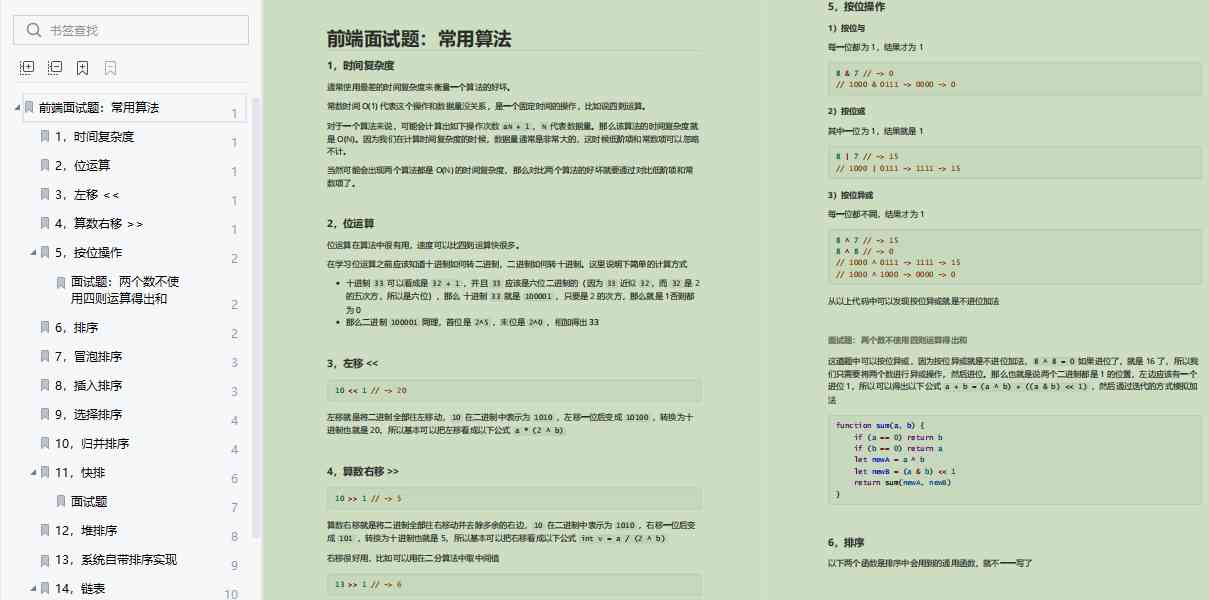 书签查找
前端面试题：常用算法 1
1，时间复杂度 1
2，位运算 1
3，左移 << 1
4，算数右移 >> 1
5，按位操作 2
面试题：两个数不使
用四则运算得出和 2
6，排序 2
7，冒泡排序 3
8，插入排序 3
9，选择排序 4
10，归并排序 4
11，快排 6
面试题 7
12，堆排序 8
13，系统自带排序实现 9
14，链表 10
前端面试题：常用算法
1，时间复杂度
通常使用最差的时间复杂度来衡量一个算法的好坏。
常数时间 O(1) 代表这个操作和数据量没关系，是一个固定时间的操作，比如说四则运算。
对于一个算法来说，可能会计算出如下操作次数 aN + 1 ，N 代表数据量。那么该算法的时间复杂度就
是 O(N)。因为我们在计算时间复杂度的时候，数据量通常是非常大的，这时候低阶项和常数项可以忽略
不计。
当然可能会出现两个算法都是 O(N) 的时间复杂度，那么对比两个算法的好坏就要通过对比低阶项和常
数项了。
2，位运算
位运算在算法中很有用，速度可以比四则运算快很多。
在学习位运算之前应该知道十进制如何转二进制，二进制如何转十进制。这里说明下简单的计算方式
• 十进制 33 可以看成是 32 + 1 ，并且 33 应该是六位二进制的（因为 33 近似 32，而 32 是 2
的五次方，所以是六位），那么 十进制 33 就是 100001 ，只要是 2 的次方，那么就是 1否则都
为 0
• 那么二进制 100001 同理，首位是 2^5 ，末位是 2^0 ，相加得出 33
3，左移 <<
10 << 1 // -> 20
左移就是将二进制全部往左移动，10 在二进制中表示为 1010 ，左移一位后变成 10100 ，转换为十
进制也就是 20，所以基本可以把左移看成以下公式 a * (2 ^ b)
4，算数右移 >>
10 >> 1 // -> 5
算数右移就是将二进制全部往右移动并去除多余的右边，10 在二进制中表示为 1010 ，右移一位后变
成 101 ，转换为十进制也就是 5，所以基本可以把右移看成以下公式 int v = a / (2 ^ b)
右移很好用，比如可以用在二分算法中取中间值
13 >> 1 // -> 6
5，按位操作
1）按位与
每一位都为 1，结果才为 1
8 & 7 // -> 0
// 1000 & 0111 -> 0000 -> 0
2）按位或
其中一位为 1，结果就是 1
8 | 7 // -> 15
// 1000 | 0111 -> 1111 -> 15
3）按位异或
每一位都不同，结果才为 1
8 ^ 7 // -> 15
8 ^ 8 // -> 0
// 1000 ^ 0111 -> 1111 -> 15
// 1000 ^ 1000 -> 0000 -> 0
从以上代码中可以发现按位异或就是不进位加法
面试题：两个数不使用四则运算得出和
这道题中可以按位异或，因为按位异或就是不进位加法，8 ^ 8 = 0 如果进位了，就是 16 了，所以我
们只需要将两个数进行异或操作，然后进位。那么也就是说两个二进制都是 1 的位置，左边应该有一个
进位 1，所以可以得出以下公式 a + b = (a ^ b) + ((a & b) << 1) ，然后通过迭代的方式模拟加
法
function sum(a, b) {
if (a == 0) return b
if (b == 0) return a
let newA = a ^ b
let newB = (a & b) << 1
return sum(newA, newB)
}
6，排序
以下两个函数是排序中会用到的通用函数，就不一一写了